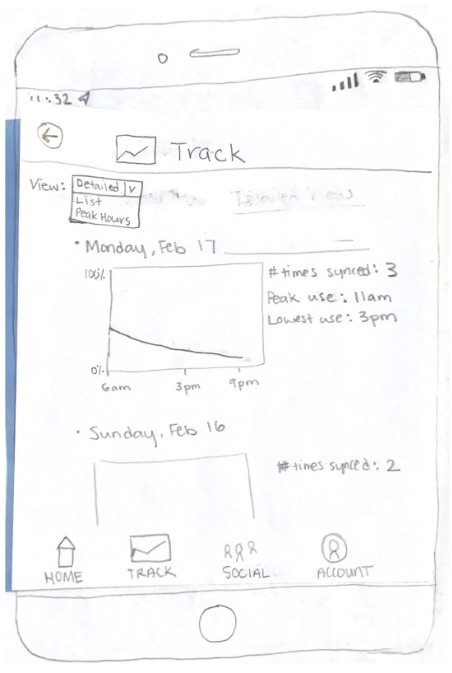 11:32
Track
View: Detailed v
List
Peak Hours
Detailed View
• Monday, Feb 17
100%
0%
6am 3pm 9pm
# times synced: 3
Peak use: 11am
Lowest use: 3pm
• Sunday, Feb 16
# times synced: 2
HOME TRACK SOCIAL ACCOUNT